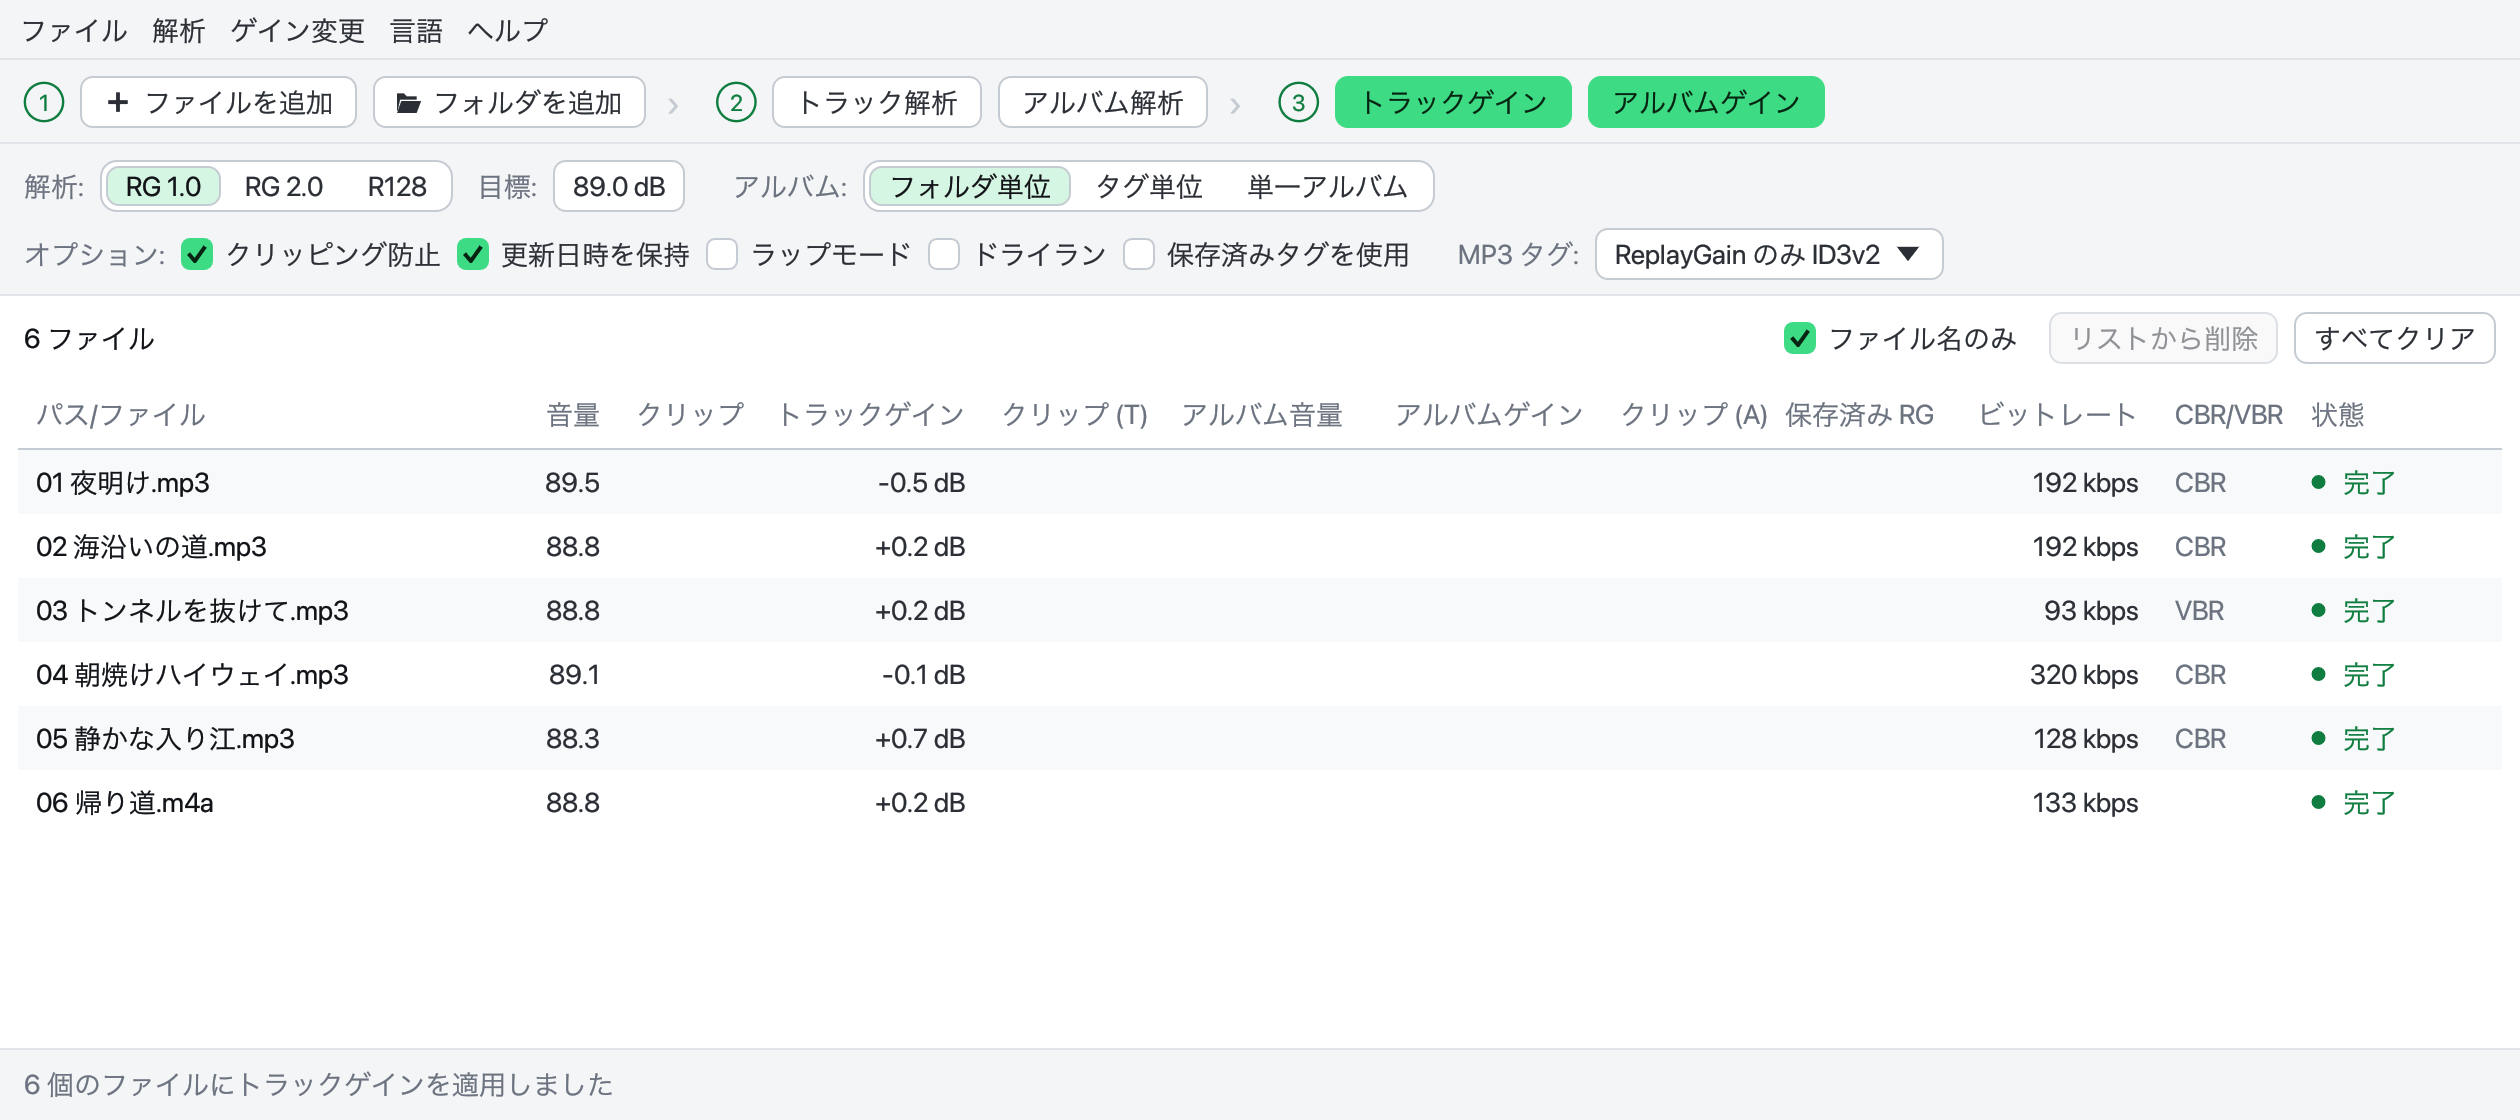 ファイル 解析 ゲイン変更 言語 ヘルプ
1 + ファイルを追加 フォルダを追加 › 2 トラック解析 アルバム解析 › 3 トラックゲイン アルバムゲイン
解析: RG 1.0 RG 2.0 R128 目標: 89.0 dB アルバム: フォルダ単位 タグ単位 単一アルバム
オプション: クリッピング防止 更新日時を保持 ラップモード ドライラン 保存済みタグを使用 MP3 タグ: ReplayGain のみ ID3v2
6 ファイル ファイル名のみ リストから削除 すべてクリア
パス/ファイル 音量 クリップ トラックゲイン クリップ (T) アルバム音量 アルバムゲイン クリップ (A) 保存済み RG ビットレート CBR/VBR 状態
01 夜明け.mp3 89.5 -0.5 dB 192 kbps CBR 完了
02 海沿いの道.mp3 88.8 +0.2 dB 192 kbps CBR 完了
03 トンネルを抜けて.mp3 88.8 +0.2 dB 93 kbps VBR 完了
04 朝焼けハイウェイ.mp3 89.1 -0.1 dB 320 kbps CBR 完了
05 静かな入り江.mp3 88.3 +0.7 dB 128 kbps CBR 完了
06 帰り道.m4a 88.8 +0.2 dB 133 kbps 完了
6 個のファイルにトラックゲインを適用しました